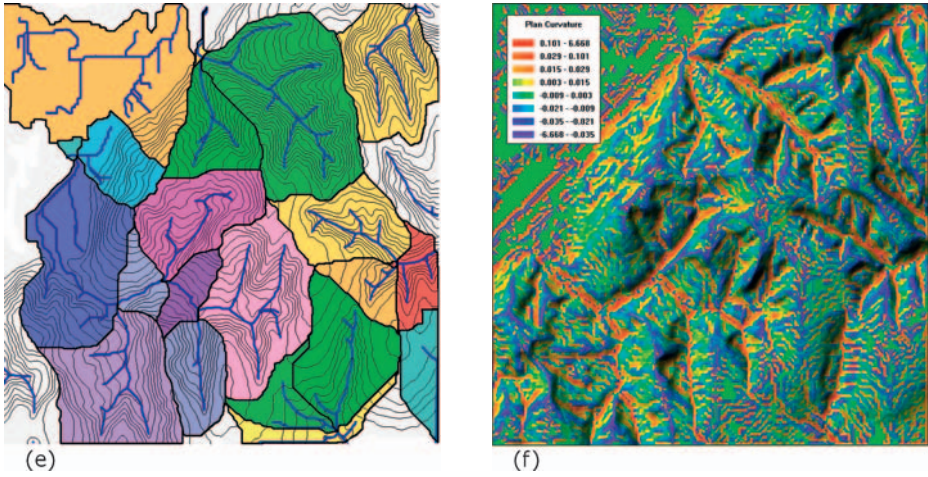 Plan Curvature
0.101 - 6.668
0.029 - 0.101
0.015 - 0.029
0.003 - 0.015
-0.009 - 0.003
-0.021 - -0.009
-0.035 - -0.021
-6.668 - -0.035
(e)
(f)